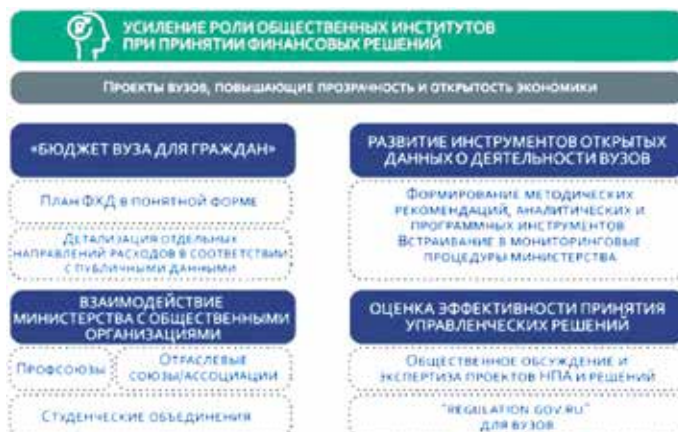 УСИЛЕНИЕ РОЛИ ОБЩЕСТВЕННЫХ ИНСТИТУТОВ
ПРИ ПРИНЯТИИ ФИНАНСОВЫХ РЕШЕНИЙ
ПРОЕКТЫ ВУЗОВ, ПОВЫШАЮЩИЕ ПРОЗРАЧНОСТЬ И ОТКРЫТОСТЬ ЭКОНОМИКИ
«БЮДЖЕТ ВУЗА ДЛЯ ГРАЖДАН»
ПЛАН ФХД В ПОНЯТНОЙ ФОРМЕ
ДЕТАЛИЗАЦИЯ ОТДЕЛЬНЫХ
НАПРАВЛЕНИЙ РАСХОДОВ В СООТВЕТСТВИИ
С ПУБЛИЧНЫМИ ДАННЫМИ
РАЗВИТИЕ ИНСТРУМЕНТОВ ОТКРЫТЫХ
ДАННЫХ О ДЕЯТЕЛЬНОСТИ ВУЗОВ
ФОРМИРОВАНИЕ МЕТОДИЧЕСКИХ
РЕКОМЕНДАЦИЙ, АНАЛИТИЧЕСКИХ И
ПРОГРАММНЫХ ИНСТРУМЕНТОВ
ВСТРАИВАНИЕ В МОНИТОРИНГОВЫЕ
ПРОЦЕДУРЫ МИНИСТЕРСТВА
ВЗАИМОДЕЙСТВИЕ
МИНИСТЕРСТВА С ОБЩЕСТВЕННЫМИ
ОРГАНИЗАЦИЯМИ
ПРОФСОЮЗЫ
ОТРАСЛЕВЫЕ
СОЮЗЫ/АССОЦИАЦИИ
СТУДЕНЧЕСКИЕ ОБЪЕДИНЕНИЯ
ОЦЕНКА ЭФФЕКТИВНОСТИ ПРИНЯТИЯ
УПРАВЛЕНЧЕСКИХ РЕШЕНИЙ
ОБЩЕСТВЕННОЕ ОБСУЖДЕНИЕ И
ЭКСПЕРТИЗА ПРОЕКТОВ НПА И РЕШЕНИЙ
"REGULATION.GOV.RU"
ДЛЯ ВУЗОВ